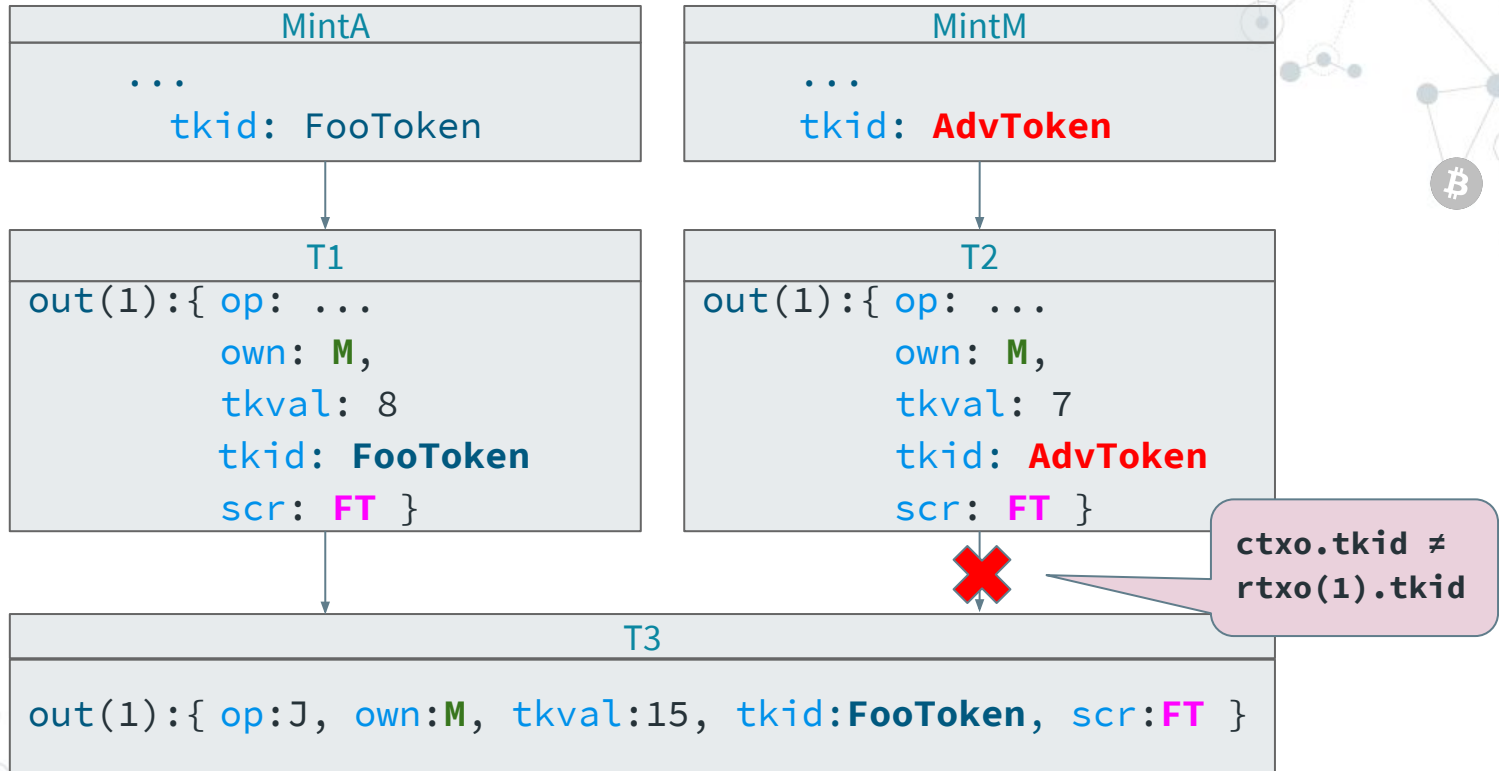 MintA
...
tkid: FooToken
MintM
...
tkid: AdvToken
T1
out(1):{ op: ...
own: M,
tkval: 8
tkid: FooToken
scr: FT }
T2
out(1):{ op: ...
own: M,
tkval: 7
tkid: AdvToken
scr: FT }
ctxo.tkid ≠
rtxo(1).tkid
T3
out(1):{ op:J, own:M, tkval:15, tkid:FooToken, scr:FT }